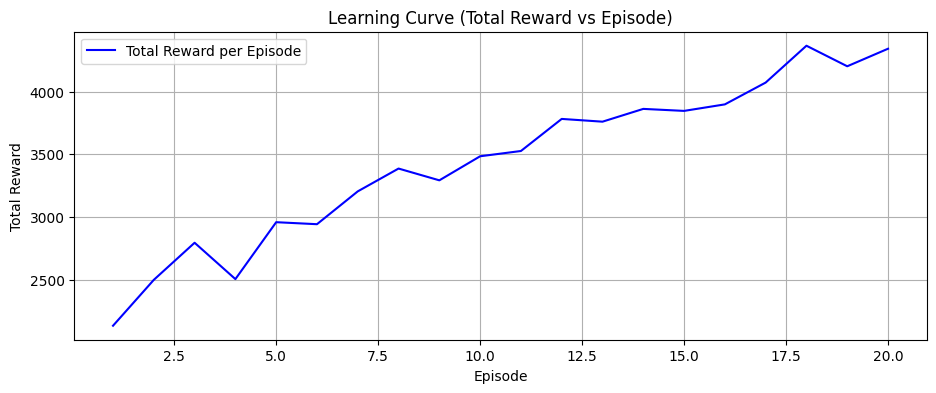 Learning Curve (Total Reward vs Episode)
Total Reward per Episode
Total Reward
4000
3500
3000
2500
2.5 5.0 7.5 10.0 12.5 15.0 17.5 20.0
Episode